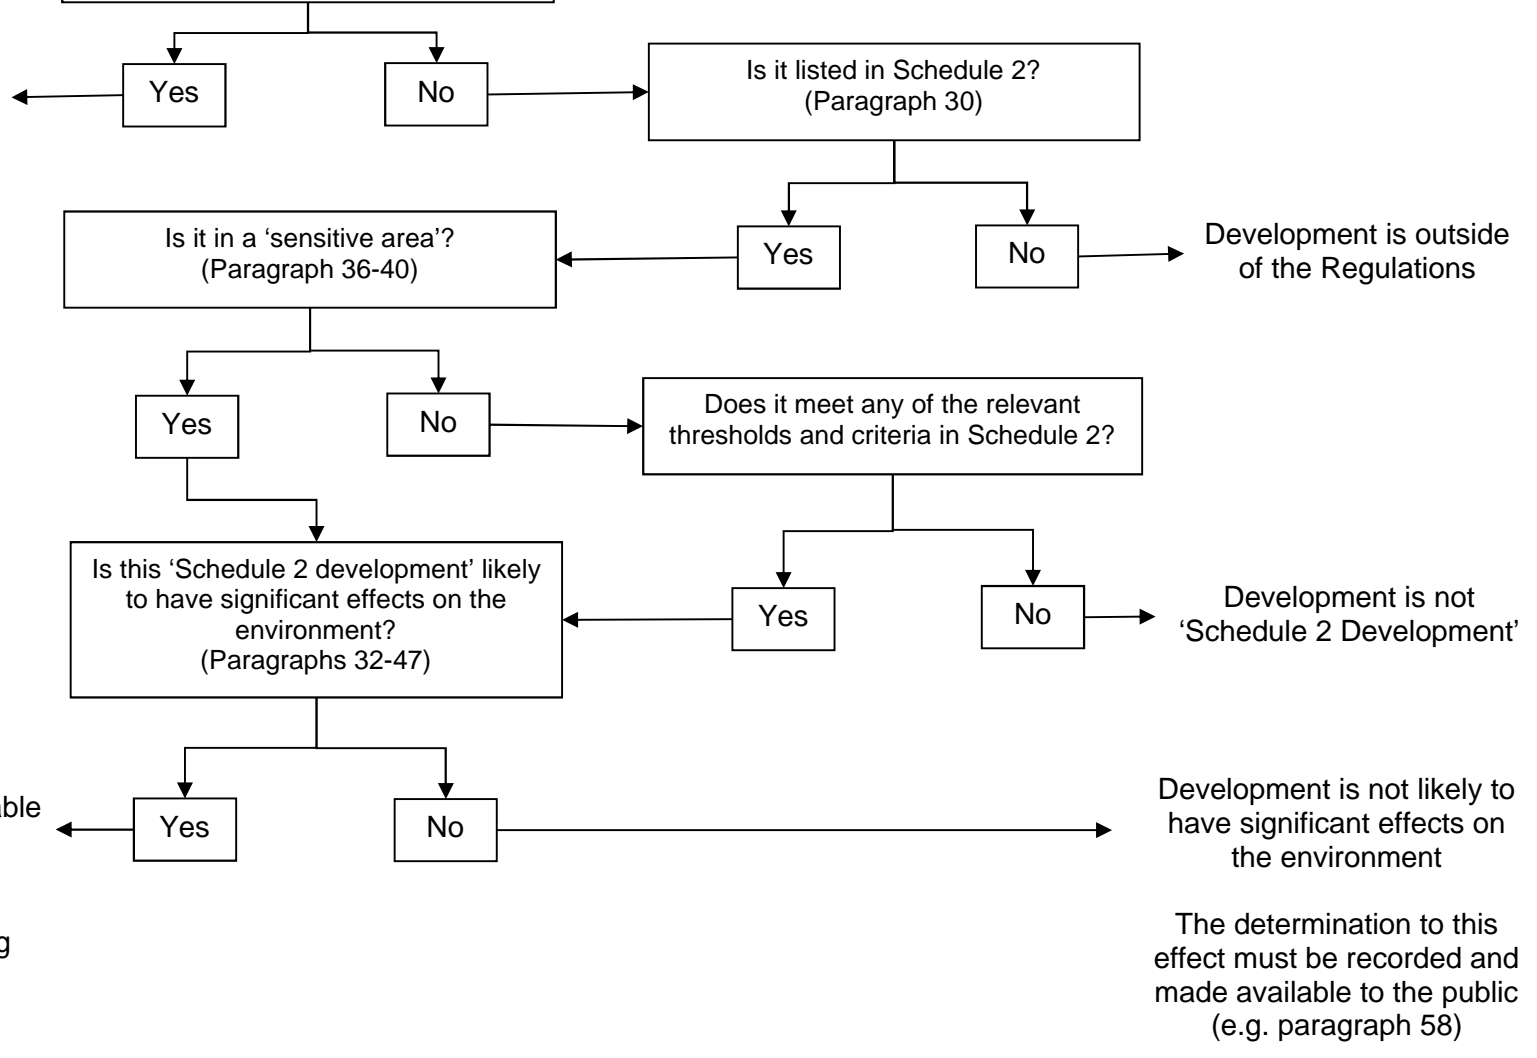 Yes
No
Is it listed in Schedule 2?
(Paragraph 30)
Is it in a ‘sensitive area’?
(Paragraph 36-40)
Yes
No
Development is outside
of the Regulations
Yes
No
Does it meet any of the relevant
thresholds and criteria in Schedule 2?
Is this ‘Schedule 2 development’ likely
to have significant effects on the
environment?
(Paragraphs 32-47)
Yes
No
Development is not
‘Schedule 2 Development’
Yes
No
Development is not likely to
have significant effects on
the environment
The determination to this
effect must be recorded and
made available to the public
(e.g. paragraph 58)